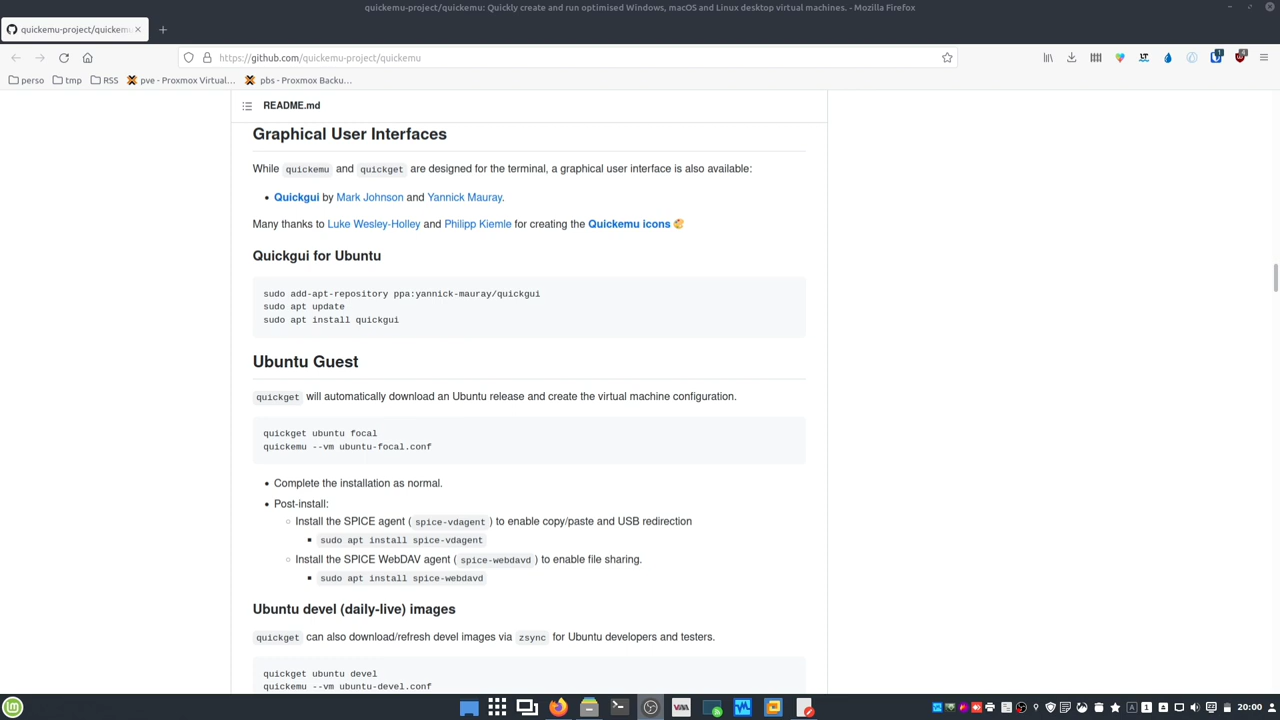 quickemu-project/quickemu: Quickly create and run optimised Windows, macOS and Linux desktop virtual machines. - Mozilla Firefox
quickemu-project/quickemu
https://github.com/quickemu-project/quickemu
perso
tmp
RSS
pve - Proxmox Virtual…
pbs - Proxmox Backu…
README.md
Graphical User Interfaces
While quickemu and quickget are designed for the terminal, a graphical user interface is also available:
• Quickgui by Mark Johnson and Yannick Mauray.
Many thanks to Luke Wesley-Holley and Philipp Kiemle for creating the Quickemu icons
Quickgui for Ubuntu
sudo add-apt-repository ppa:yannick-mauray/quickgui
sudo apt update
sudo apt install quickgui
Ubuntu Guest
quickget will automatically download an Ubuntu release and create the virtual machine configuration.
quickget ubuntu focal
quickemu --vm ubuntu-focal.conf
• Complete the installation as normal.
• Post-install:
Install the SPICE agent ( spice-vdagent ) to enable copy/paste and USB redirection
sudo apt install spice-vdagent
Install the SPICE WebDAV agent ( spice-webdavd ) to enable file sharing.
sudo apt install spice-webdavd
Ubuntu devel (daily-live) images
quickget can also download/refresh devel images via zsync for Ubuntu developers and testers.
quickget ubuntu devel
quickemu --vm ubuntu-devel.conf
20:00